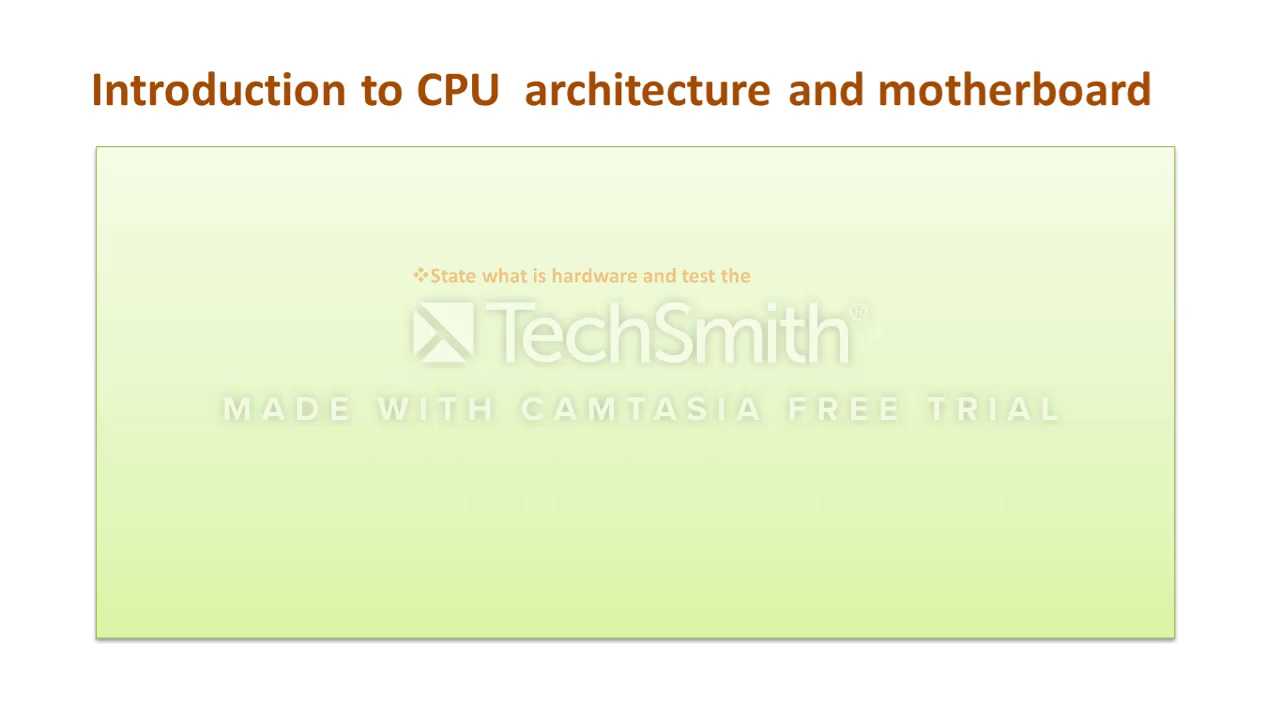 Introduction to CPU  architecture and motherboard
❖State what is hardware and test the
TechSmith®
MADE WITH CAMTASIA FREE TRIAL